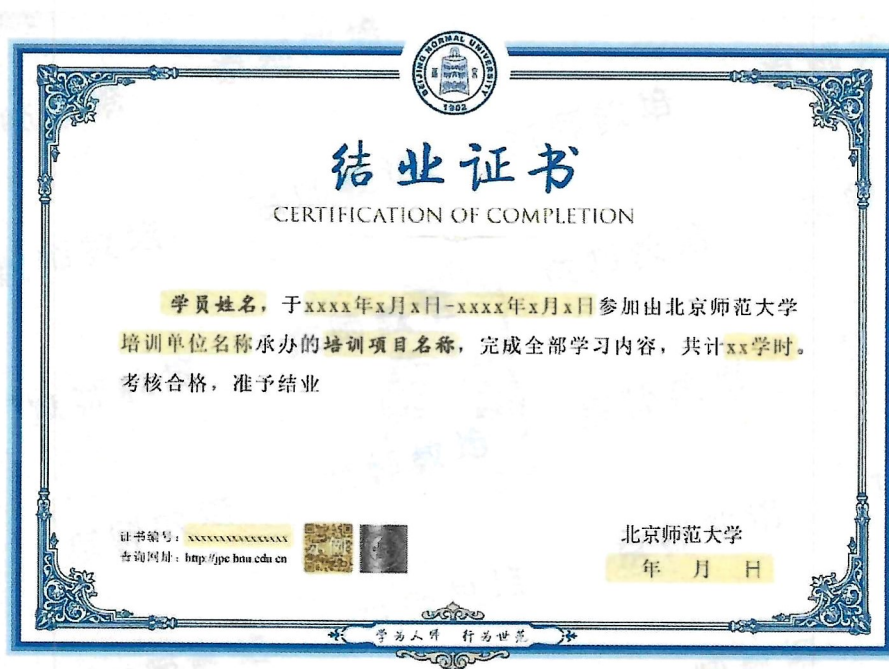 BEIJING NORMAL UNIVERSITY
1902
结业证书
CERTIFICATION OF COMPLETION
学员姓名，于xxxx年x月x日-xxxx年x月x日参加由北京师范大学
培训单位名称承办的培训项目名称，完成全部学习内容，共计xx学时。
考核合格，准予结业
证书编号：xxxxxxxxxxxxxxx
查询网址：http://jpc.bnu.edu.cn
北京师范大学
年 月 日
学为人师 行为世范